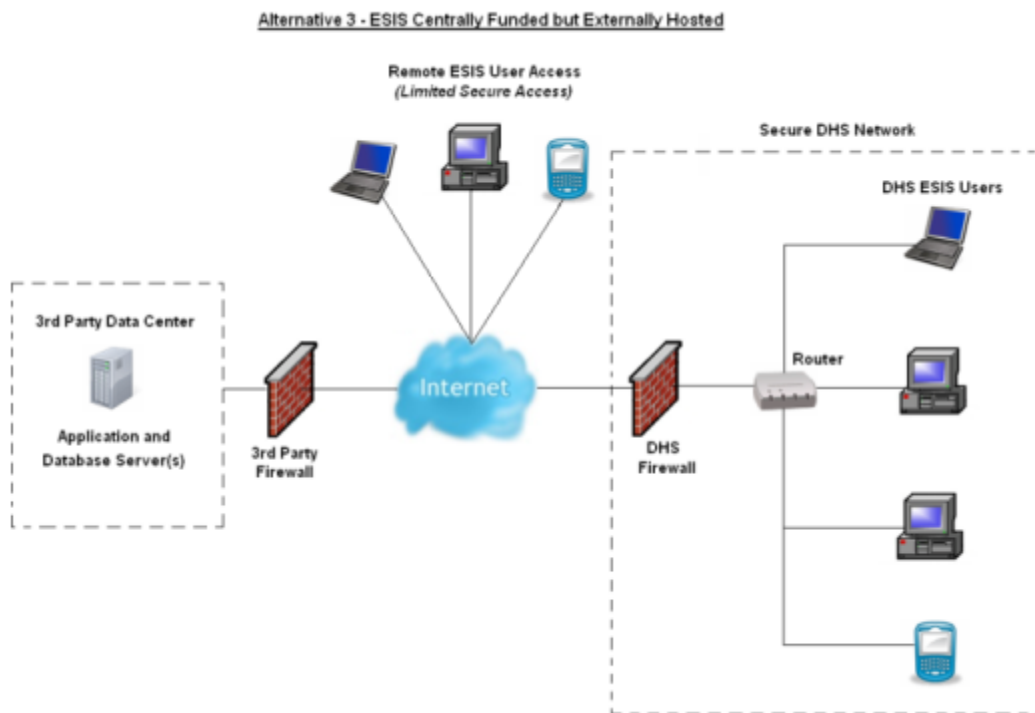 Alternative 3 - ESIS Centrally Funded but Externally Hosted
Remote ESIS User Access
(Limited Secure Access)
Secure DHS Network
DHS ESIS Users
3rd Party Data Center
Application and
Database Server(s)
3rd Party
Firewall
Internet
DHS
Firewall
Router